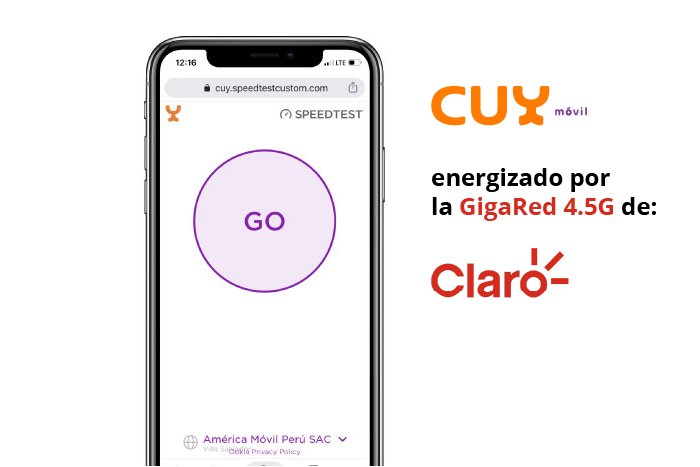 12:16
LTE
cuy.speedtestcustom.com
SPEEDTEST
GO
América Móvil Perú SAC
Ookla Privacy Policy
CUY móvil
energizado por
la GigaRed 4.5G de:
Claro